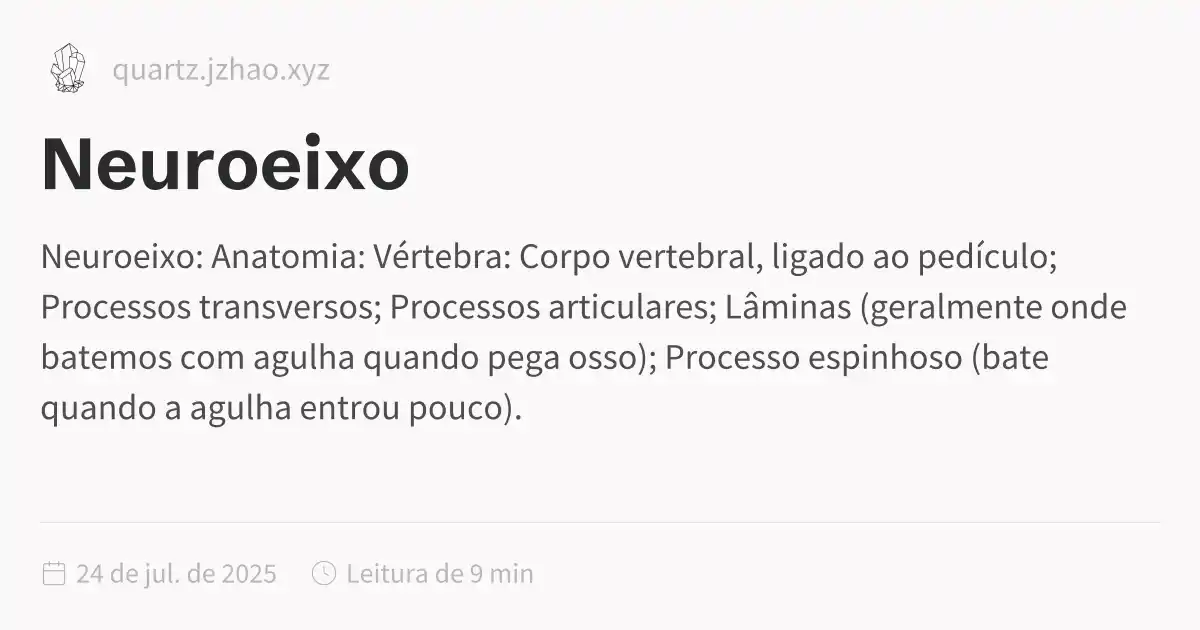 quartz.jzhao.xyz
Neuroeixo
Neuroeixo: Anatomia: Vértebra: Corpo vertebral, ligado ao pedículo;
Processos transversos; Processos articulares; Lâminas (geralmente onde
batemos com agulha quando pega osso); Processo espinhoso (bate
quando a agulha entrou pouco).
24 de jul. de 2025
Leitura de 9 min